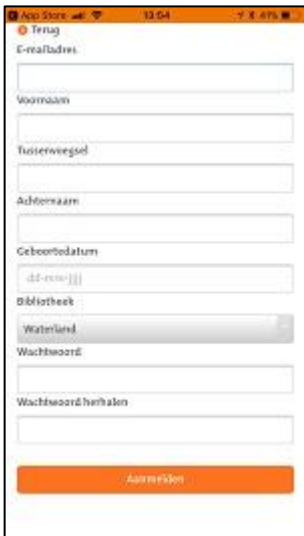 App Store 13:54 41%
Terug
E-mailadres
Voornaam
Tussenvoegsel
Achternaam
Geboortedatum
dd-mm-jjjj
Bibliotheek
Waterland
Wachtwoord
Wachtwoord herhalen
Aanmelden